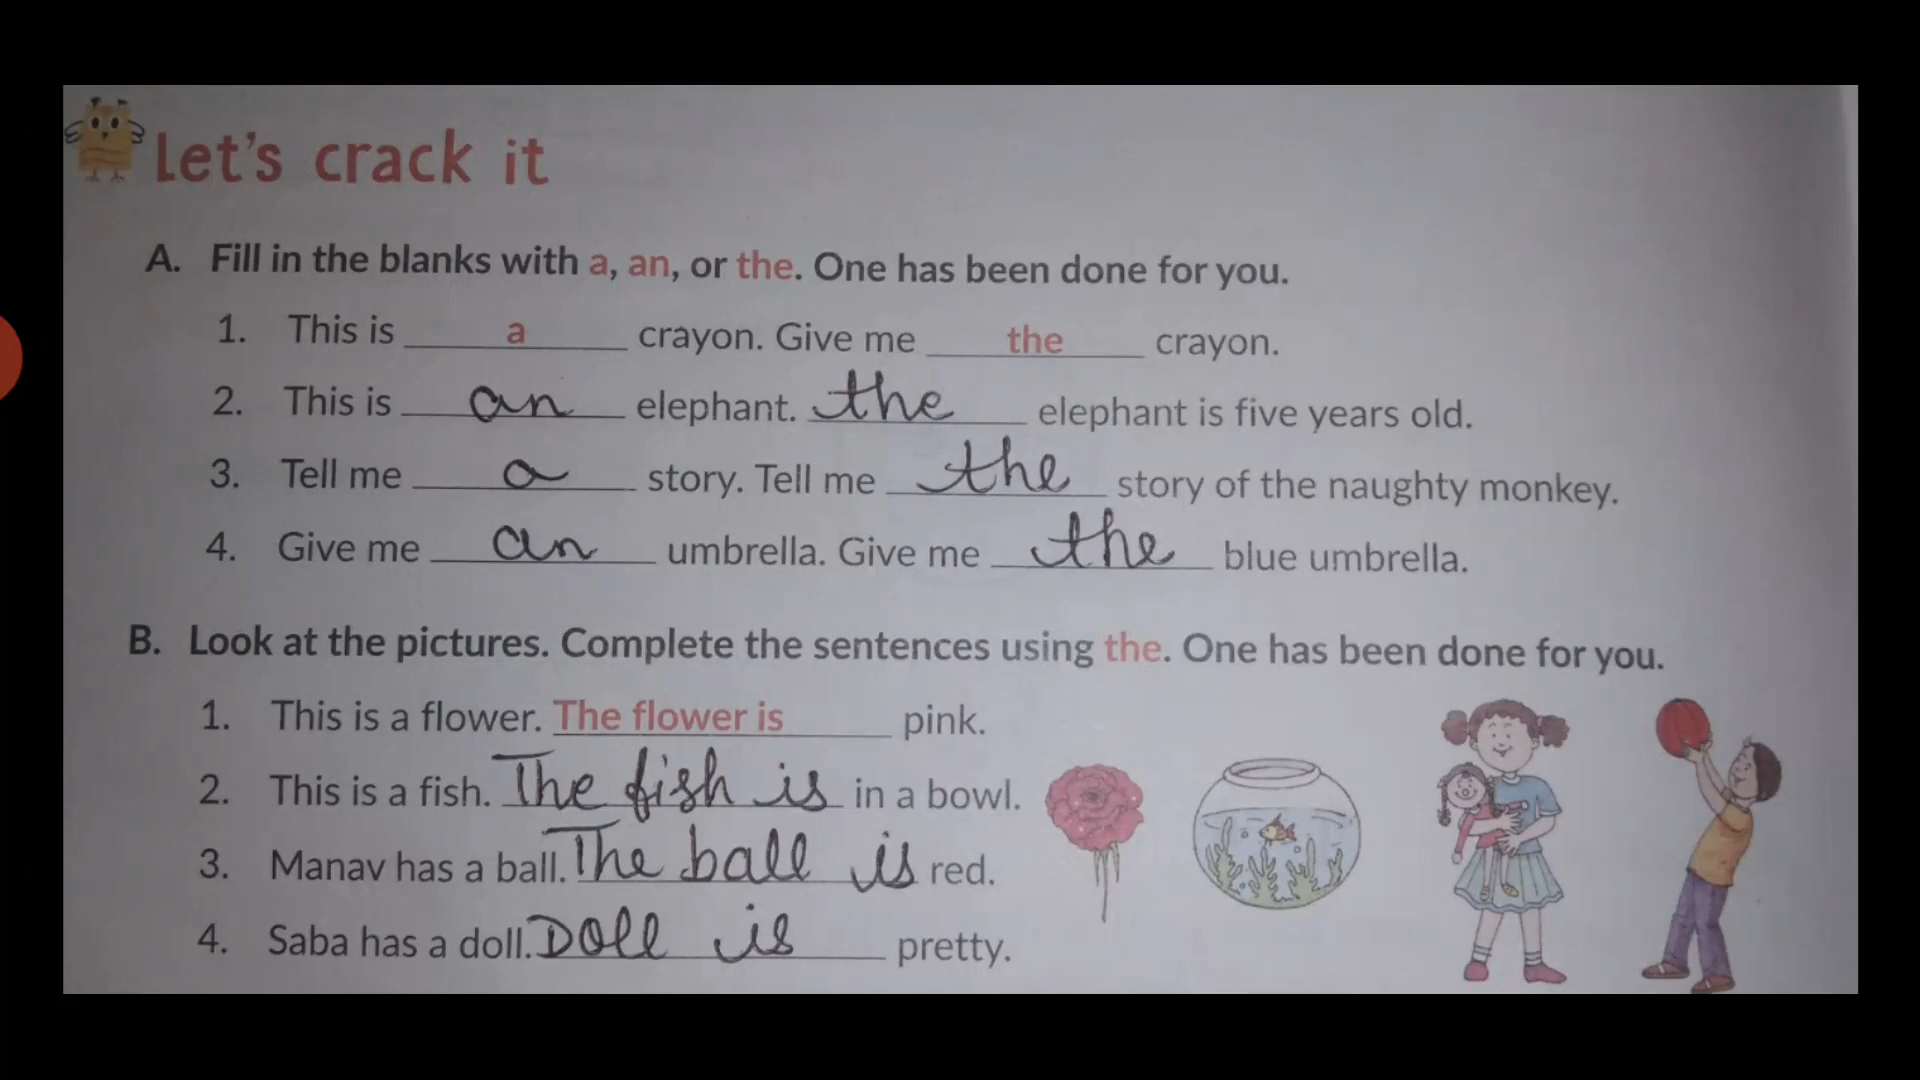 Let's crack it
A. Fill in the blanks with a, an, or the. One has been done for you.
1. This is a crayon. Give me the crayon.
2. This is an elephant. the elephant is five years old.
3. Tell me a story. Tell me the story of the naughty monkey.
4. Give me an umbrella. Give me the blue umbrella.
B. Look at the pictures. Complete the sentences using the. One has been done for you.
1. This is a flower. The flower is pink.
2. This is a fish. The fish is in a bowl.
3. Manav has a ball. The ball is red.
4. Saba has a doll. Doll is pretty.